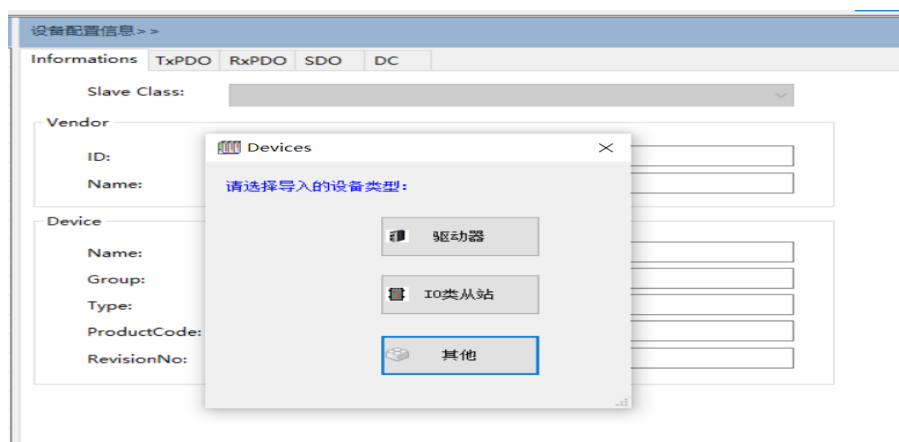 设备配置信息>>
Informations TxPDO RxPDO SDO DC
Slave Class:
Vendor
ID:
Name:
Device
Name:
Group:
Type:
ProductCode:
RevisionNo:
Devices
请选择导入的设备类型:
驱动器
IO类从站
其他